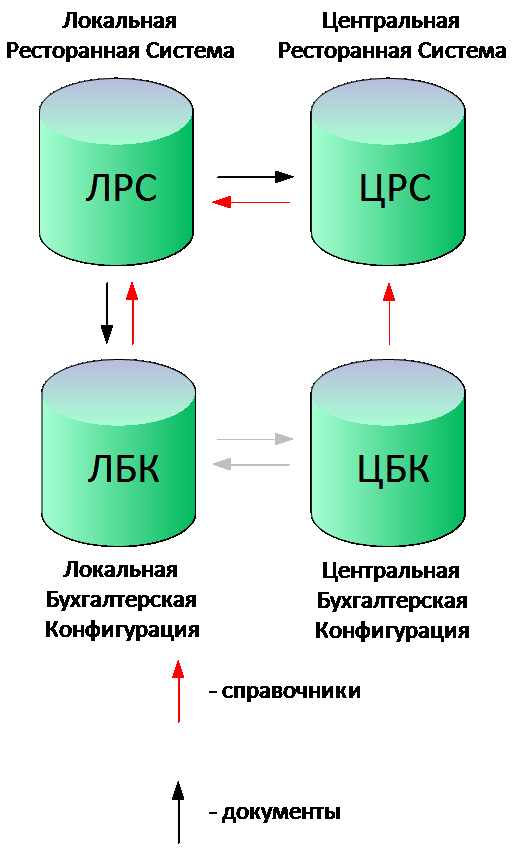 Локальная
Ресторанная Система
Центральная
Ресторанная Система
ЛРС
ЦРС
ЛБК
ЦБК
Локальная
Бухгалтерская
Конфигурация
Центральная
Бухгалтерская
Конфигурация
- справочники
- документы